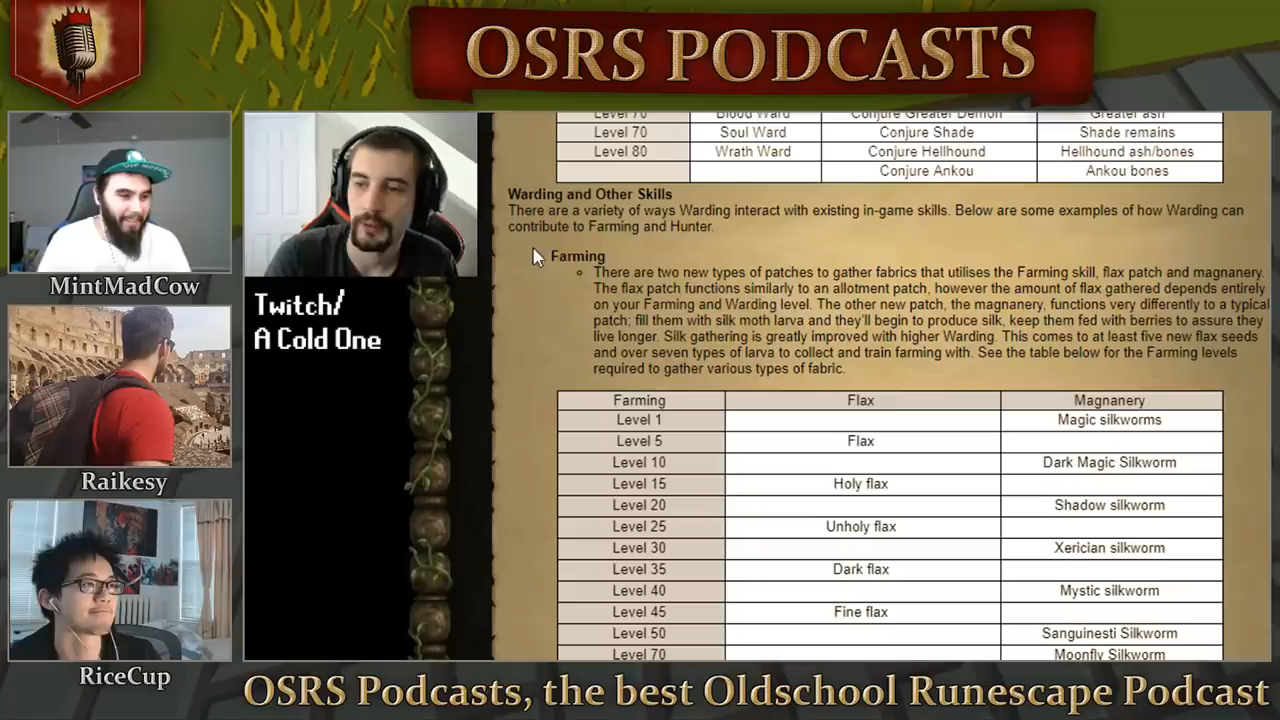 OSRS PODCASTS
MintMadCow
Raikesy
RiceCup
Twitch/
A Cold One
Level 70 Blood Ward Conjure Greater Demon Greater ash
Level 70 Soul Ward Conjure Shade Shade remains
Level 80 Wrath Ward Conjure Hellhound Hellhound ash/bones
Conjure Ankou Ankou bones
Warding and Other Skills
There are a variety of ways Warding interact with existing in-game skills. Below are some examples of how Warding can
contribute to Farming and Hunter.
Farming
There are two new types of patches to gather fabrics that utilises the Farming skill, flax patch and magnanery.
The flax patch functions similarly to an allotment patch, however the amount of flax gathered depends entirely
on your Farming and Warding level. The other new patch, the magnanery, functions very differently to a typical
patch; fill them with silk moth larva and they'll begin to produce silk, keep them fed with berries to assure they
live longer. Silk gathering is greatly improved with higher Warding. This comes to at least five new flax seeds
and over seven types of larva to collect and train farming with. See the table below for the Farming levels
required to gather various types of fabric.
Farming Flax Magnanery
Level 1 Magic silkworms
Level 5 Flax
Level 10 Dark Magic Silkworm
Level 15 Holy flax
Level 20 Shadow silkworm
Level 25 Unholy flax
Level 30 Xerician silkworm
Level 35 Dark flax
Level 40 Mystic silkworm
Level 45 Fine flax
Level 50 Sanguinesti Silkworm
Level 70 Moonfly Silkworm
OSRS Podcasts, the best Oldschool Runescape Podcast